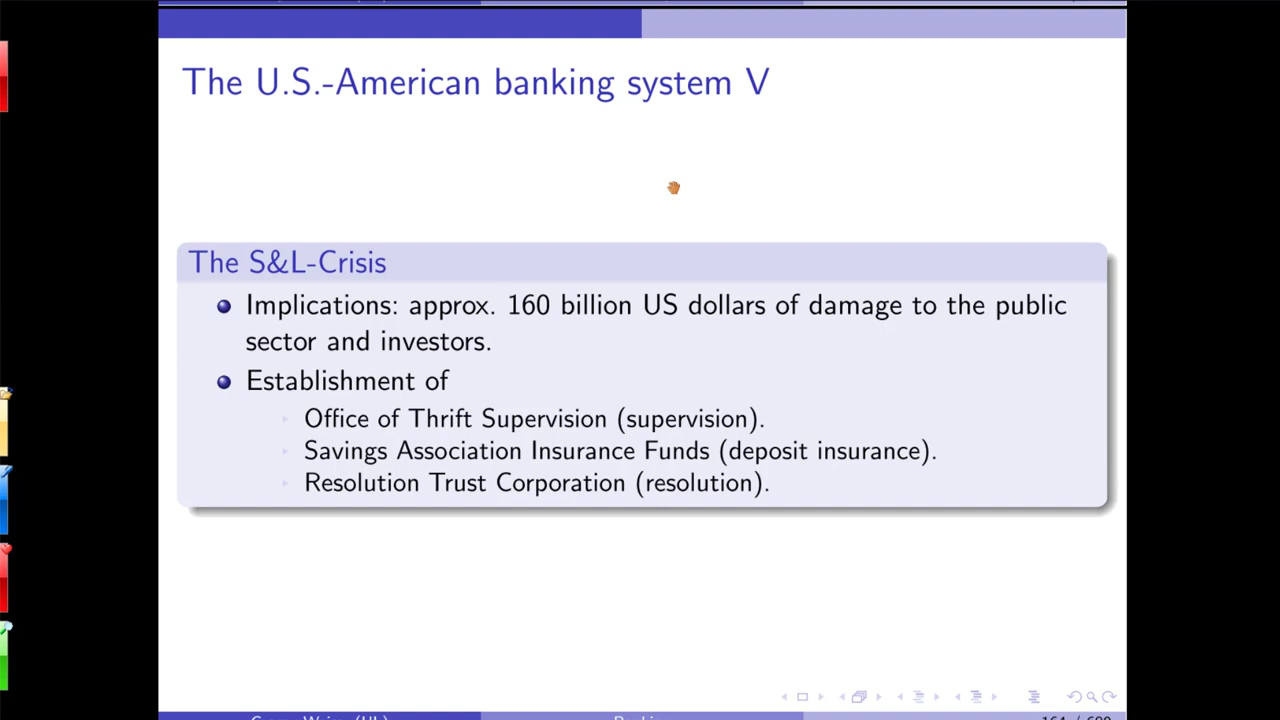 The U.S.-American banking system V
The S&L-Crisis
Implications: approx. 160 billion US dollars of damage to the public
sector and investors.
Establishment of
Office of Thrift Supervision (supervision).
Savings Association Insurance Funds (deposit insurance).
Resolution Trust Corporation (resolution).